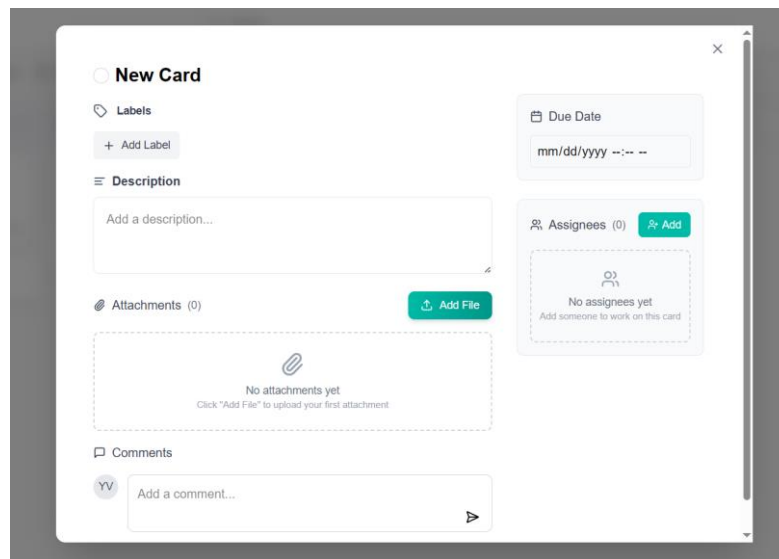 New Card
Labels
+ Add Label
Description
Add a description...
Attachments (0)
Add File
No attachments yet
Click "Add File" to upload your first attachment
Comments
YV
Add a comment...
Due Date
mm/dd/yyyy --:-- --
Assignees (0)
Add
No assignees yet
Add someone to work on this card